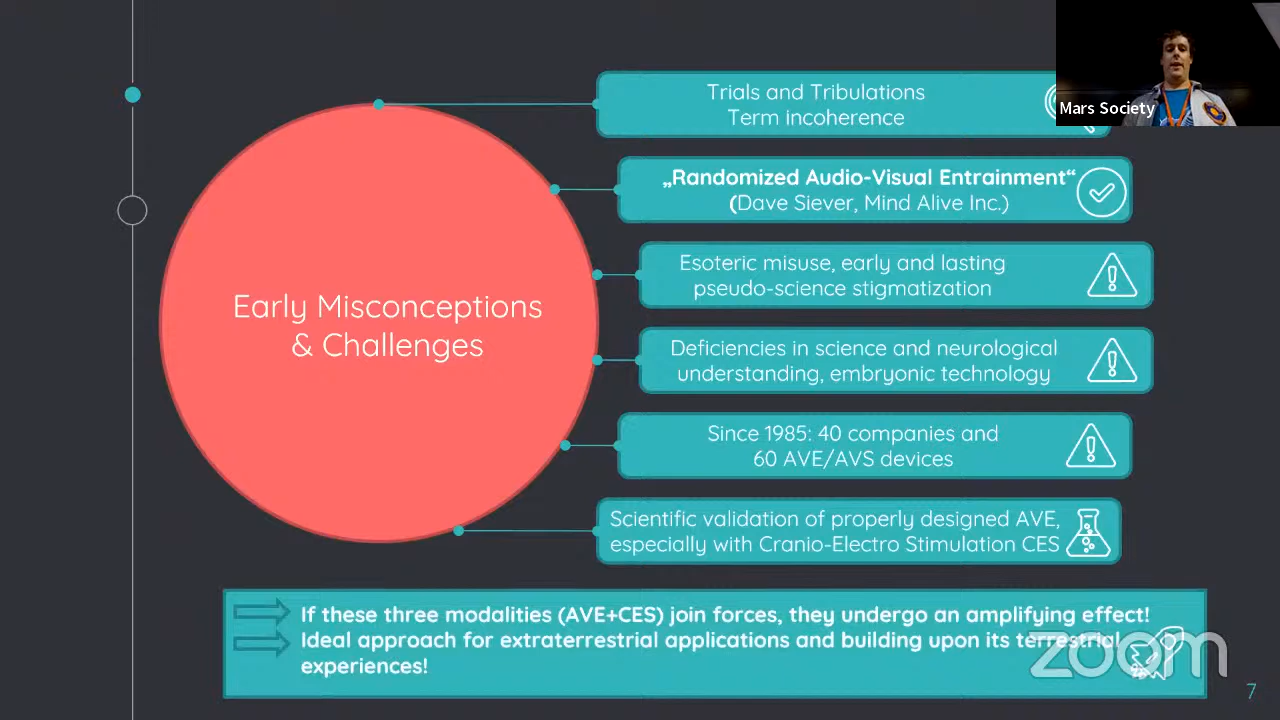 Trials and Tribulations
Term incoherence
Mars Society
„Randomized Audio-Visual Entrainment“
(Dave Siever, Mind Alive Inc.)
Esoteric misuse, early and lasting
pseudo-science stigmatization
Early Misconceptions
& Challenges
Deficiencies in science and neurological
understanding, embryonic technology
Since 1985: 40 companies and
60 AVE/AVS devices
Scientific validation of properly designed AVE,
especially with Cranio-Electro Stimulation CES
If these three modalities (AVE+CES) join forces, they undergo an amplifying effect!
Ideal approach for extraterrestrial applications and building upon its terrestrial
experiences!
zoom
7